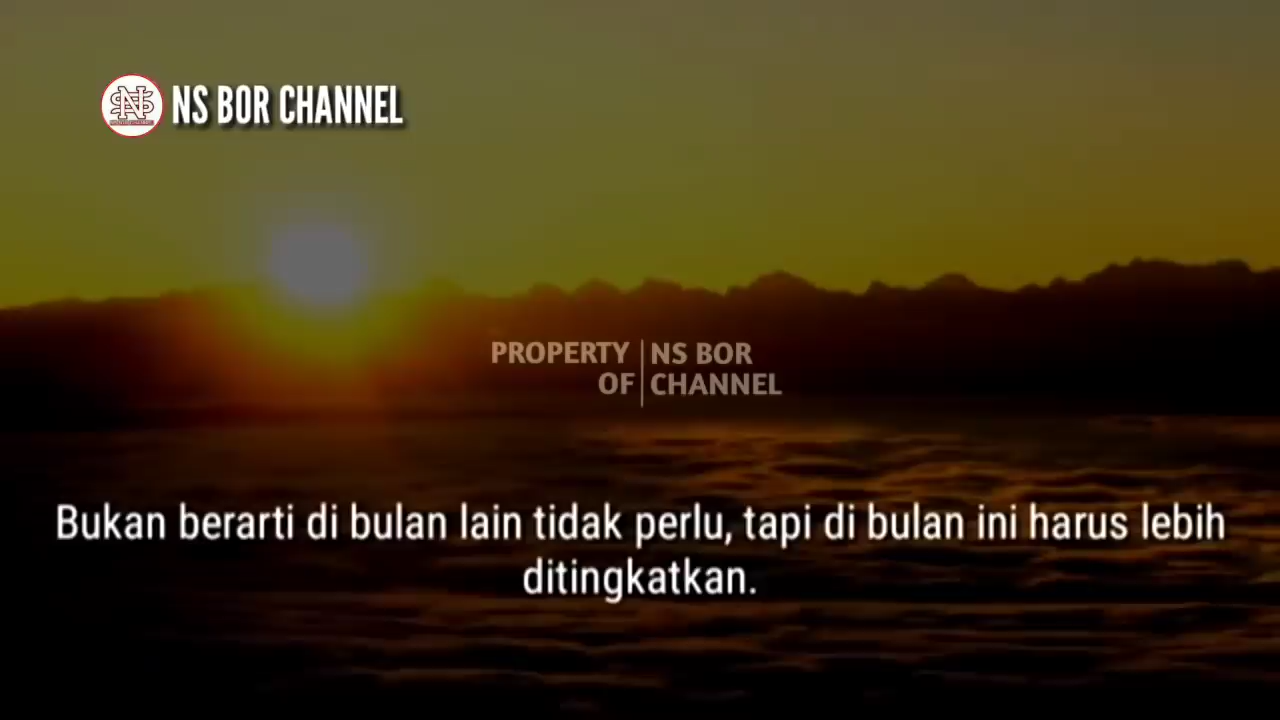 NS BOR CHANNEL
PROPERTY OF
NS BOR CHANNEL
Bukan berarti di bulan lain tidak perlu, tapi di bulan ini harus lebih
ditingkatkan.